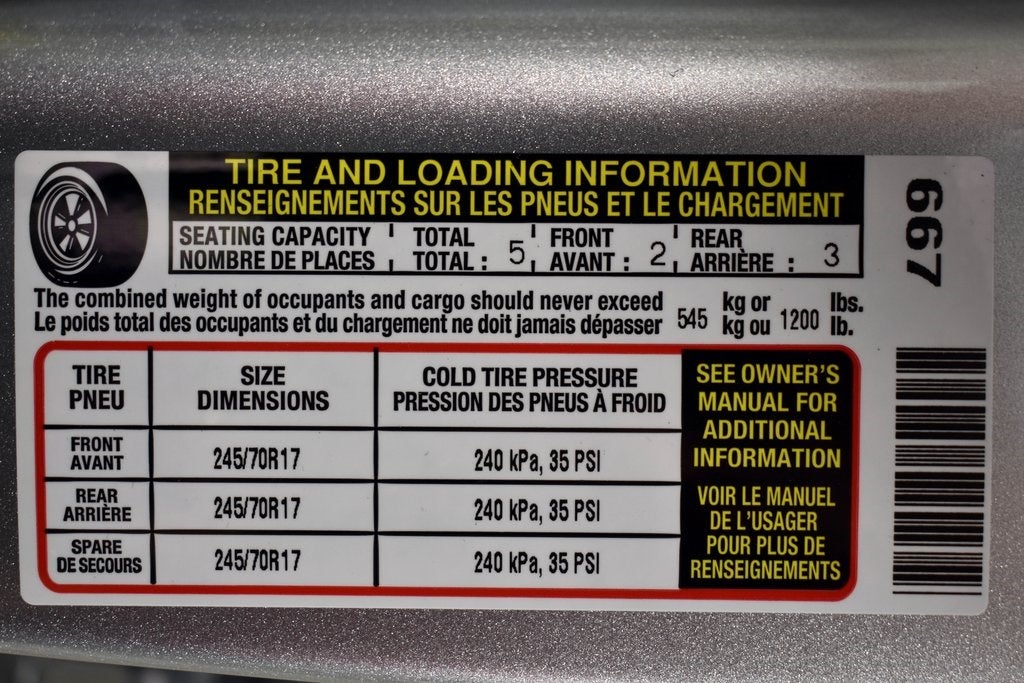 TIRE AND LOADING INFORMATION
RENSEIGNEMENTS SUR LES PNEUS ET LE CHARGEMENT
SEATING CAPACITY TOTAL FRONT REAR
NOMBRE DE PLACES TOTAL : 5 AVANT : 2 ARRIÈRE : 3
The combined weight of occupants and cargo should never exceed 545 kg or 1200 lbs.
Le poids total des occupants et du chargement ne doit jamais dépasser kg ou lb.
TIRE
PNEU
SIZE
DIMENSIONS
COLD TIRE PRESSURE
PRESSION DES PNEUS À FROID
FRONT
AVANT
245/70R17
240 kPa, 35 PSI
REAR
ARRIÈRE
245/70R17
240 kPa, 35 PSI
SPARE
DE SECOURS
245/70R17
240 kPa, 35 PSI
SEE OWNER'S
MANUAL FOR
ADDITIONAL
INFORMATION
VOIR LE MANUEL
DE L'USAGER
POUR PLUS DE
RENSEIGNEMENTS
667